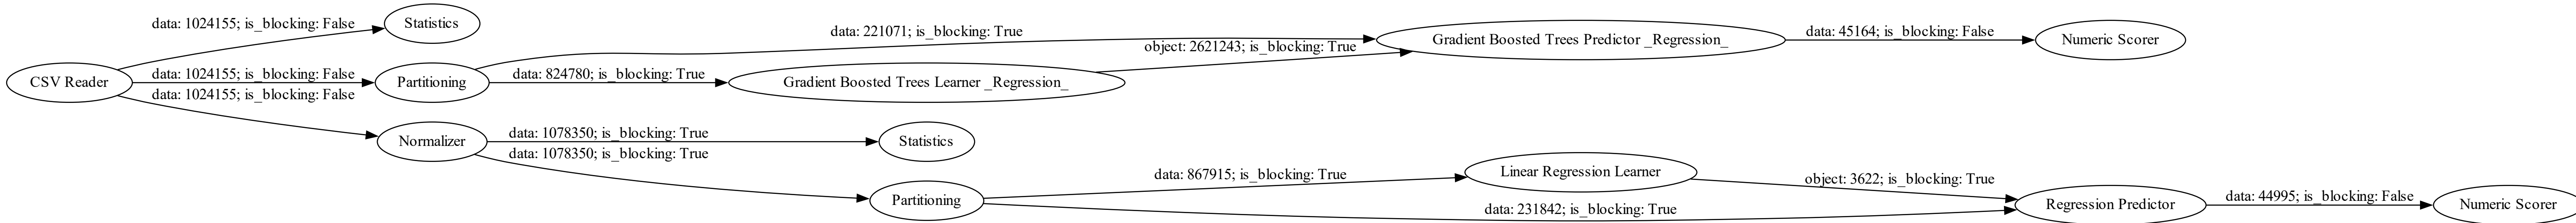 data: 1024155; is_blocking: False
Statistics
data: 221071; is_blocking: True
Gradient Boosted Trees Predictor _Regression_
data: 45164; is_blocking: False
Numeric Scorer
object: 2621243; is_blocking: True
CSV Reader
data: 1024155; is_blocking: False
Partitioning
data: 824780; is_blocking: True
Gradient Boosted Trees Learner _Regression_
data: 1024155; is_blocking: False
Normalizer
data: 1078350; is_blocking: True
Statistics
data: 1078350; is_blocking: True
Partitioning
data: 867915; is_blocking: True
Linear Regression Learner
object: 3622; is_blocking: True
data: 231842; is_blocking: True
Regression Predictor
data: 44995; is_blocking: False
Numeric Scorer